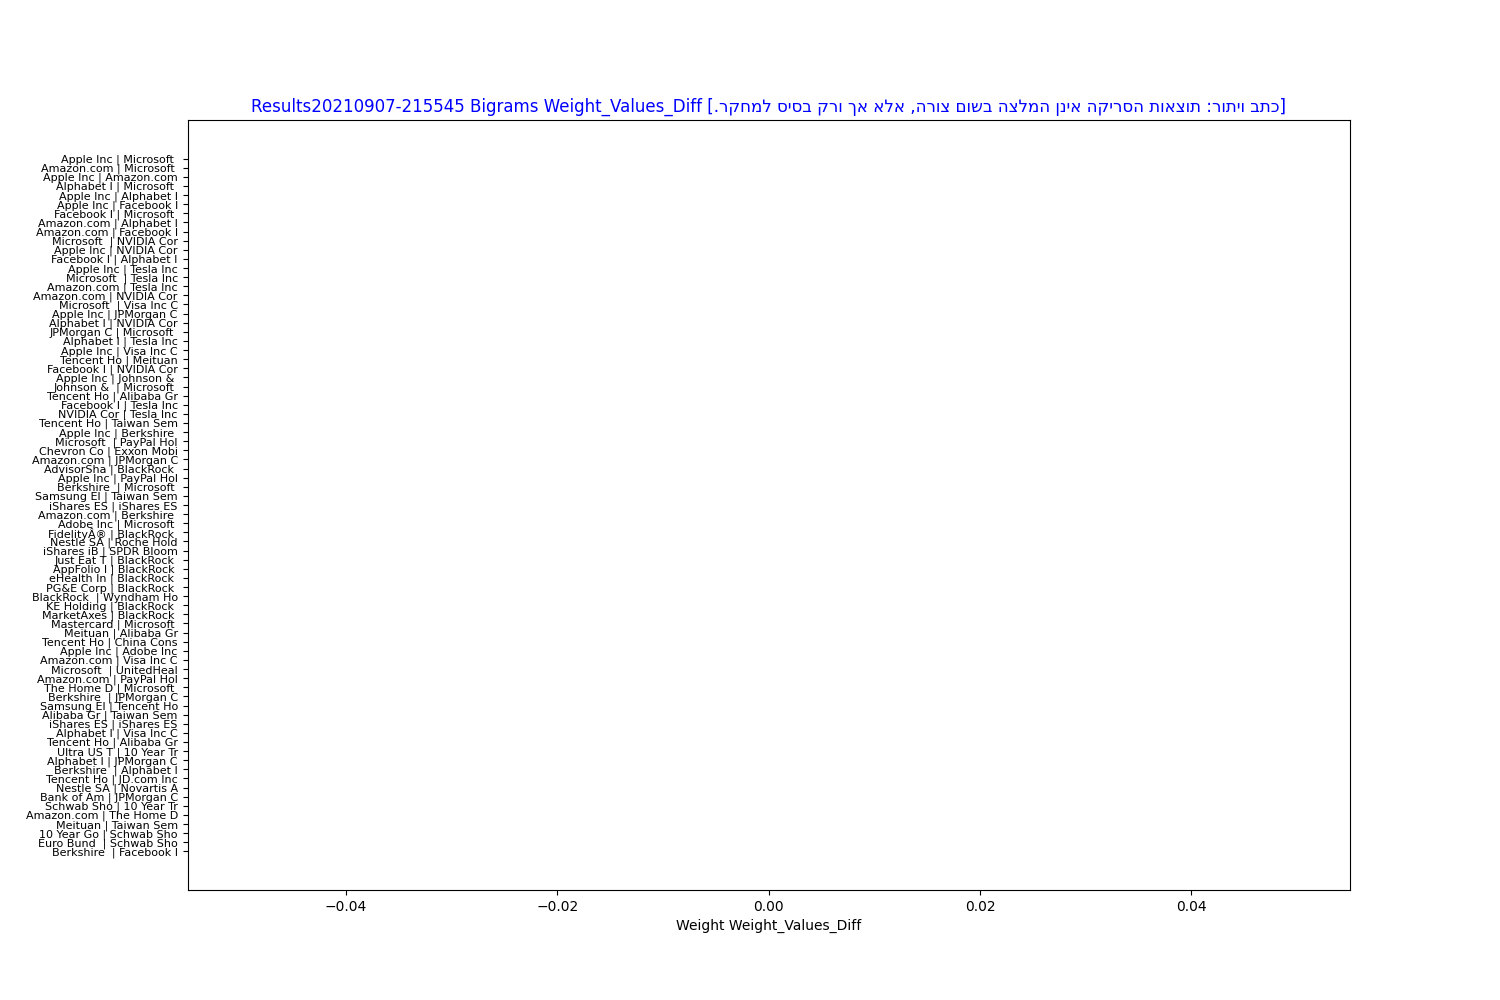 Results20210907-215545 Bigrams Weight_Values_Diff [כתב ויתור: תוצאות הסריקה אינן המלצה בשום צורה, אלא אך ורק בסיס למחקר.]
Apple Inc | Microsoft
Amazon.com | Microsoft
Apple Inc | Amazon.com
Alphabet I | Microsoft
Apple Inc | Alphabet I
Apple Inc | Facebook I
Facebook I | Microsoft
Amazon.com | Alphabet I
Amazon.com | Facebook I
Microsoft  | NVIDIA Cor
Apple Inc | NVIDIA Cor
Facebook I | Alphabet I
Apple Inc | Tesla Inc
Microsoft  | Tesla Inc
Amazon.com | Tesla Inc
Amazon.com | NVIDIA Cor
Microsoft  | Visa Inc C
Apple Inc | JPMorgan C
Alphabet I | NVIDIA Cor
JPMorgan C | Microsoft
Alphabet I | Tesla Inc
Apple Inc | Visa Inc C
Tencent Ho | Meituan
Facebook I | NVIDIA Cor
Apple Inc | Johnson &
Johnson &  | Microsoft
Tencent Ho | Alibaba Gr
Facebook I | Tesla Inc
NVIDIA Cor | Tesla Inc
Tencent Ho | Taiwan Sem
Apple Inc | Berkshire
Microsoft  | PayPal Hol
Chevron Co | Exxon Mobi
Amazon.com | JPMorgan C
AdvisorSha | BlackRock
Apple Inc | PayPal Hol
Berkshire  | Microsoft
Samsung El | Taiwan Sem
iShares ES | iShares ES
Amazon.com | Berkshire
Adobe Inc | Microsoft
FidelityÂ® | BlackRock
Nestle SA | Roche Hold
iShares iB | SPDR Bloom
Just Eat T | BlackRock
AppFolio I | BlackRock
eHealth In | BlackRock
PG&E Corp | BlackRock
BlackRock  | Wyndham Ho
KE Holding | BlackRock
MarketAxes | BlackRock
Mastercard | Microsoft
Meituan | Alibaba Gr
Tencent Ho | China Cons
Apple Inc | Adobe Inc
Amazon.com | Visa Inc C
Microsoft  | UnitedHeal
Amazon.com | PayPal Hol
The Home D | Microsoft
Berkshire  | JPMorgan C
Samsung El | Tencent Ho
Alibaba Gr | Taiwan Sem
iShares ES | iShares ES
Alphabet I | Visa Inc C
Tencent Ho | Alibaba Gr
Ultra US T | 10 Year Tr
Alphabet I | JPMorgan C
Berkshire  | Alphabet I
Tencent Ho | JD.com Inc
Nestle SA | Novartis A
Bank of Am | JPMorgan C
Schwab Sho | 10 Year Tr
Amazon.com | The Home D
Meituan | Taiwan Sem
10 Year Go | Schwab Sho
Euro Bund  | Schwab Sho
Berkshire  | Facebook I
−0.04 −0.02 0.00 0.02 0.04
Weight Weight_Values_Diff